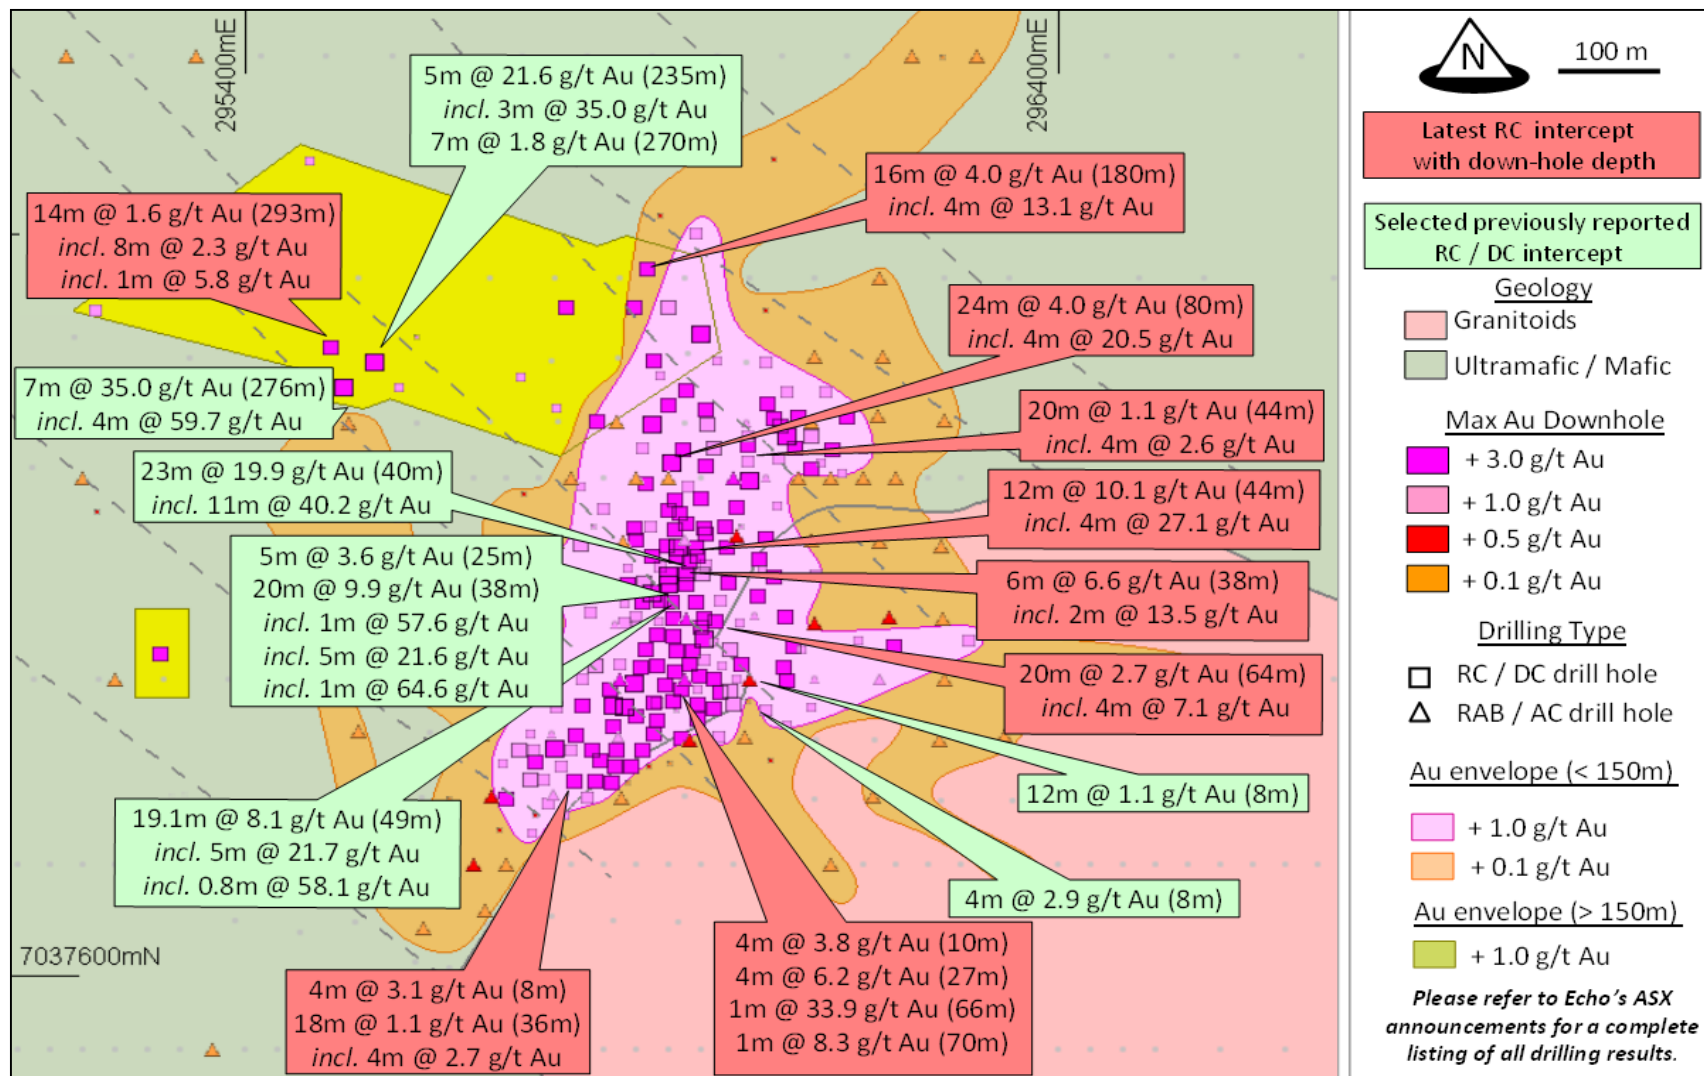 295400mE
296400mE
5m @ 21.6 g/t Au (235m)
incl. 3m @ 35.0 g/t Au
7m @ 1.8 g/t Au (270m)
14m @ 1.6 g/t Au (293m)
incl. 8m @ 2.3 g/t Au
incl. 1m @ 5.8 g/t Au
16m @ 4.0 g/t Au (180m)
incl. 4m @ 13.1 g/t Au
24m @ 4.0 g/t Au (80m)
incl. 4m @ 20.5 g/t Au
7m @ 35.0 g/t Au (276m)
incl. 4m @ 59.7 g/t Au
20m @ 1.1 g/t Au (44m)
incl. 4m @ 2.6 g/t Au
23m @ 19.9 g/t Au (40m)
incl. 11m @ 40.2 g/t Au
12m @ 10.1 g/t Au (44m)
incl. 4m @ 27.1 g/t Au
5m @ 3.6 g/t Au (25m)
20m @ 9.9 g/t Au (38m)
incl. 1m @ 57.6 g/t Au
incl. 5m @ 21.6 g/t Au
incl. 1m @ 64.6 g/t Au
6m @ 6.6 g/t Au (38m)
incl. 2m @ 13.5 g/t Au
20m @ 2.7 g/t Au (64m)
incl. 4m @ 7.1 g/t Au
12m @ 1.1 g/t Au (8m)
19.1m @ 8.1 g/t Au (49m)
incl. 5m @ 21.7 g/t Au
incl. 0.8m @ 58.1 g/t Au
4m @ 2.9 g/t Au (8m)
4m @ 3.8 g/t Au (10m)
4m @ 6.2 g/t Au (27m)
1m @ 33.9 g/t Au (66m)
1m @ 8.3 g/t Au (70m)
7037600mN
4m @ 3.1 g/t Au (8m)
18m @ 1.1 g/t Au (36m)
incl. 4m @ 2.7 g/t Au
N
100 m
Latest RC intercept
with down-hole depth
Selected previously reported
RC / DC intercept
Geology
Granitoids
Ultramafic / Mafic
Max Au Downhole
+ 3.0 g/t Au
+ 1.0 g/t Au
+ 0.5 g/t Au
+ 0.1 g/t Au
Drilling Type
RC / DC drill hole
RAB / AC drill hole
Au envelope (< 150m)
+ 1.0 g/t Au
+ 0.1 g/t Au
Au envelope (> 150m)
+ 1.0 g/t Au
Please refer to Echo's ASX
announcements for a complete
listing of all drilling results.